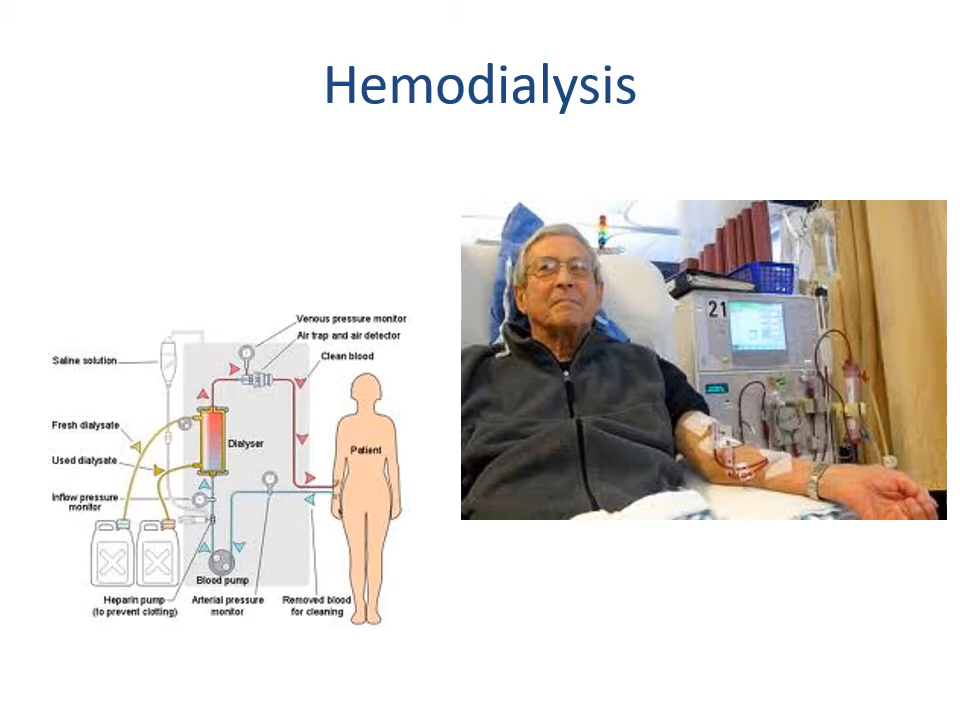 Hemodialysis
Venous pressure monitor
Air trap and air detector
Clean blood
Saline solution
Fresh dialysate
Dialyser
Patient
Used dialysate
Inflow pressure
monitor
Blood pump
Heparin pump
(to prevent clotting)
Arterial pressure
monitor
Removed blood
for cleaning
21